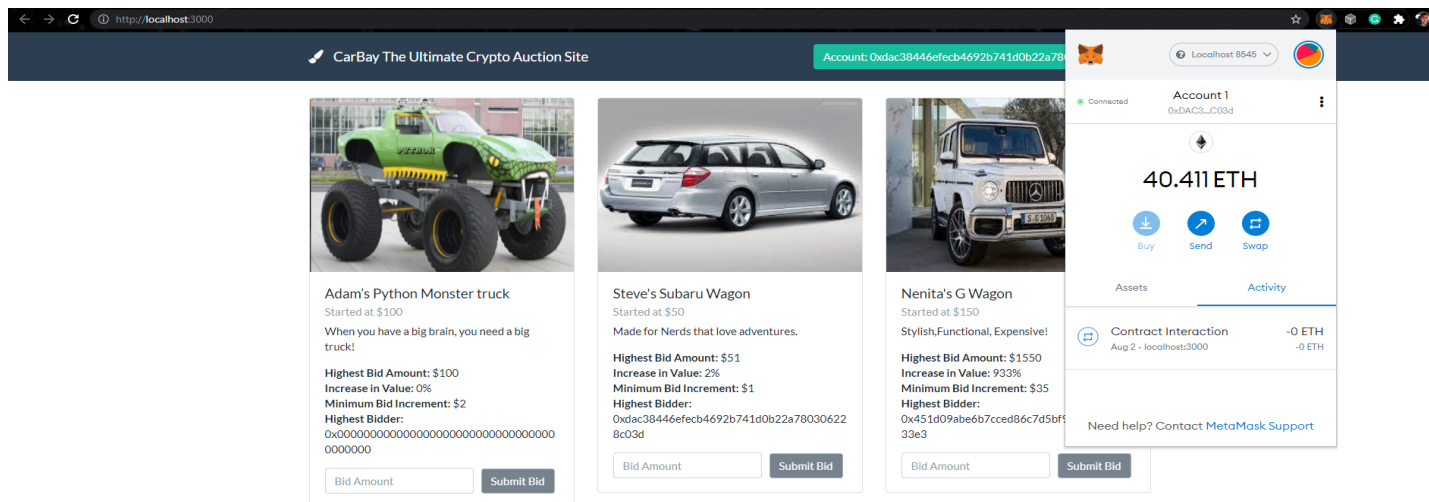 http://localhost:3000
CarBay The Ultimate Crypto Auction Site
Account: 0xdac38446efecb4692b741d0b22a78
Localhost 8545
Connected
Account 1
0xDAC3...C03d
40.411 ETH
Buy
Send
Swap
Assets
Activity
Contract Interaction
-0 ETH
Aug 2 - localhost:3000
-0 ETH
Need help? Contact MetaMask Support
PYTHON
Adam's Python Monster truck
Started at $100
When you have a big brain, you need a big
truck!
Highest Bid Amount: $100
Increase in Value: 0%
Minimum Bid Increment: $2
Highest Bidder:
0x000000000000000000000000000000000
0000000
Bid Amount
Submit Bid
Steve's Subaru Wagon
Started at $50
Made for Nerds that love adventures.
Highest Bid Amount: $51
Increase in Value: 2%
Minimum Bid Increment: $1
Highest Bidder:
0xdac38446efecb4692b741d0b22a78030622
8c03d
Bid Amount
Submit Bid
Nenita's G Wagon
Started at $150
Stylish,Functional, Expensive!
Highest Bid Amount: $1550
Increase in Value: 933%
Minimum Bid Increment: $35
Highest Bidder:
0x451d09abe6b7cced86c7d5bf9
33e3
Bid Amount
Submit Bid